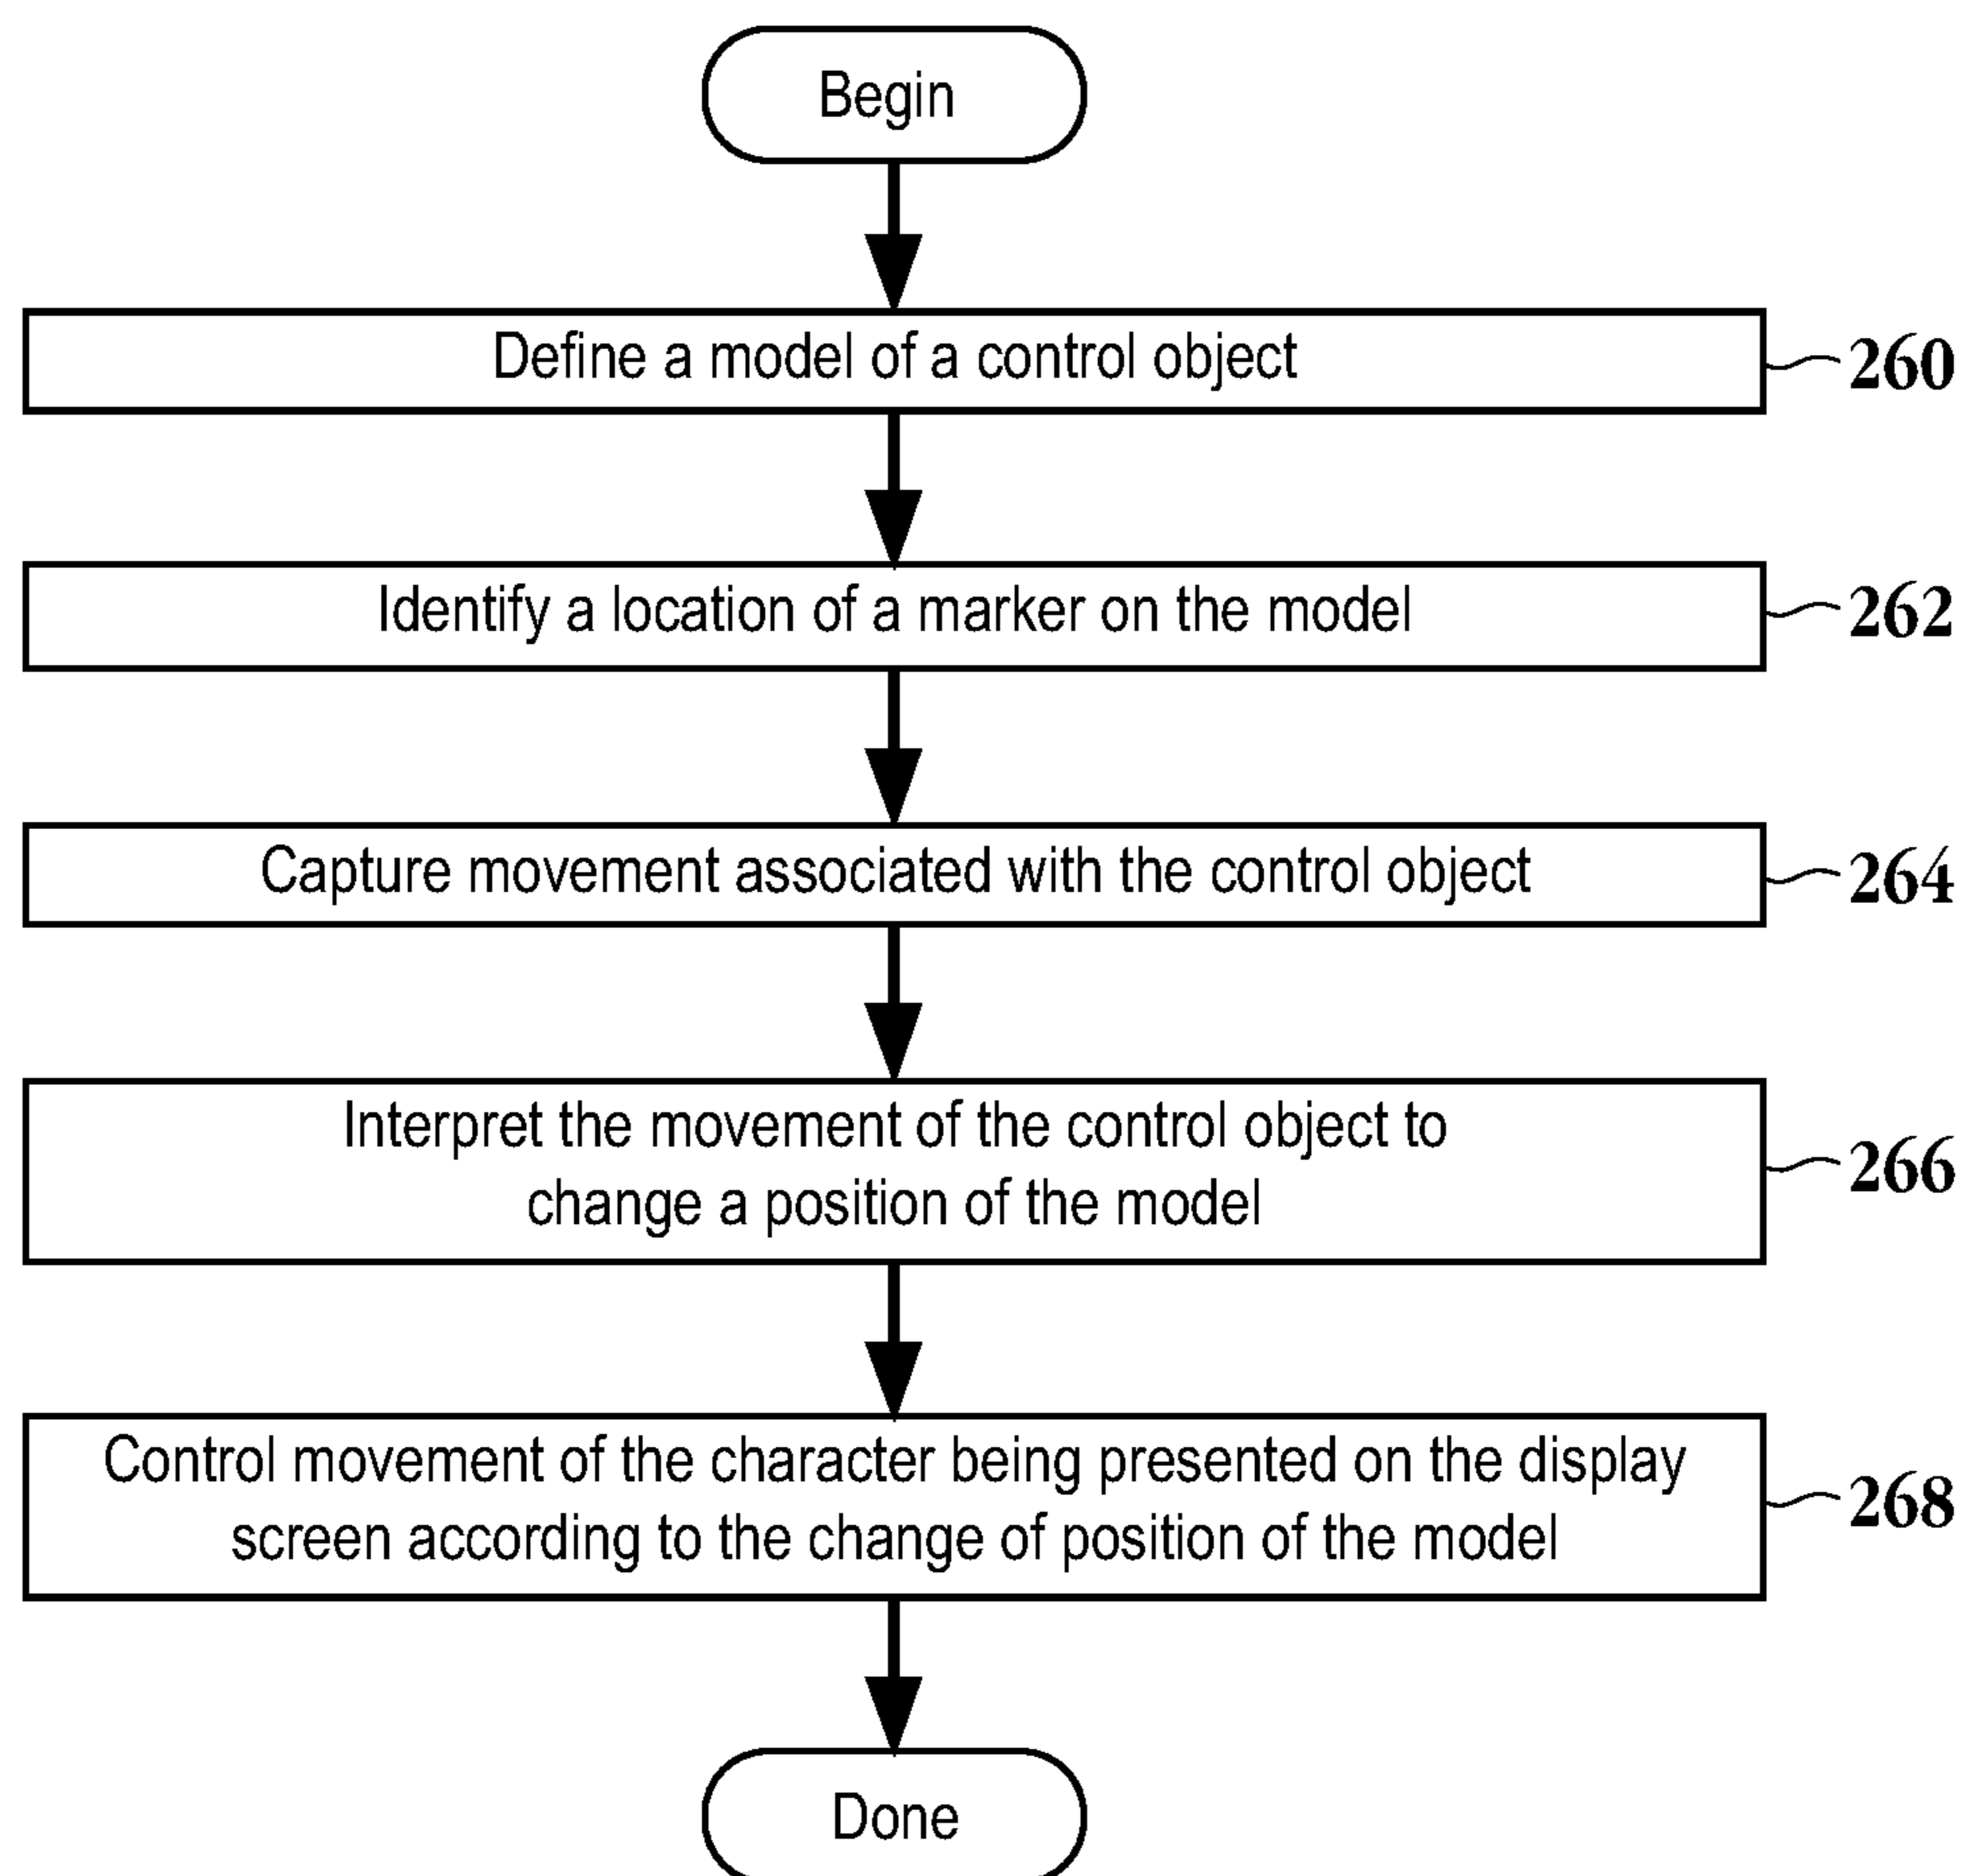 Begin
Define a model of a control object
260
Identify a location of a marker on the model
262
Capture movement associated with the control object
264
Interpret the movement of the control object to
change a position of the model
266
Control movement of the character being presented on the display
screen according to the change of position of the model
268
Done